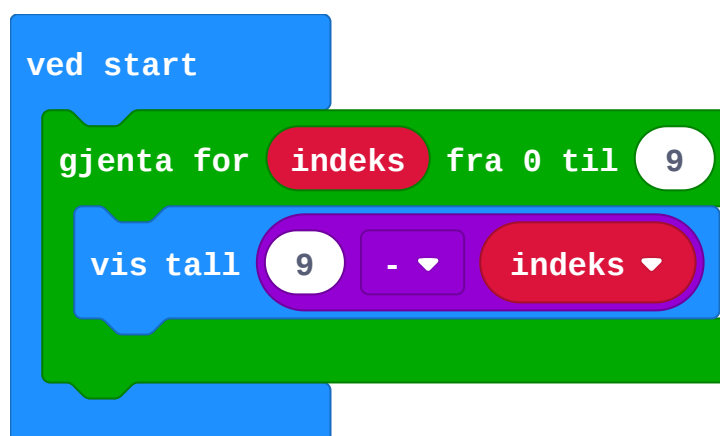 ved start
gjenta for indeks fra 0 til 9
vis tall 9 - indeks